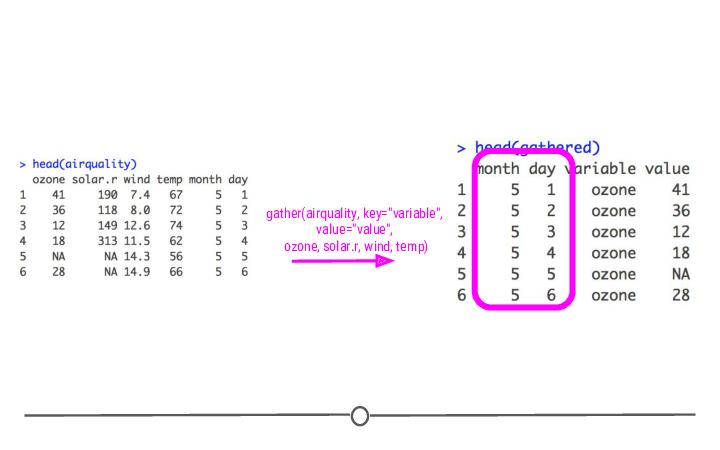 > head(airquality)
ozone solar.r wind temp month day
1 41 190 7.4 67 5 1
2 36 118 8.0 72 5 2
3 12 149 12.6 74 5 3
4 18 313 11.5 62 5 4
5 NA NA 14.3 56 5 5
6 28 NA 14.9 66 5 6
gather(airquality, key="variable",
value="value",
ozone, solar.r, wind, temp)
> head(gathered)
month day variable value
1 5 1 ozone 41
2 5 2 ozone 36
3 5 3 ozone 12
4 5 4 ozone 18
5 5 5 ozone NA
6 5 6 ozone 28